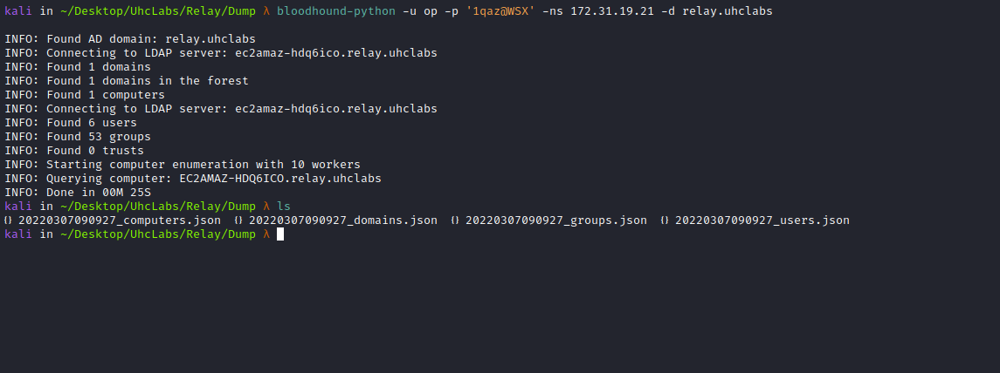 kali in ~/Desktop/UhcLabs/Relay/Dump λ bloodhound-python -u op -p '1qaz@WSX' -ns 172.31.19.21 -d relay.uhclabs
INFO: Found AD domain: relay.uhclabs
INFO: Connecting to LDAP server: ec2amaz-hdq6ico.relay.uhclabs
INFO: Found 1 domains
INFO: Found 1 domains in the forest
INFO: Found 1 computers
INFO: Connecting to LDAP server: ec2amaz-hdq6ico.relay.uhclabs
INFO: Found 6 users
INFO: Found 53 groups
INFO: Found 0 trusts
INFO: Starting computer enumeration with 10 workers
INFO: Querying computer: EC2AMAZ-HDQ6ICO.relay.uhclabs
INFO: Done in 00M 25S
kali in ~/Desktop/UhcLabs/Relay/Dump λ ls
{} 20220307090927_computers.json {} 20220307090927_domains.json {} 20220307090927_groups.json {} 20220307090927_users.json
kali in ~/Desktop/UhcLabs/Relay/Dump λ